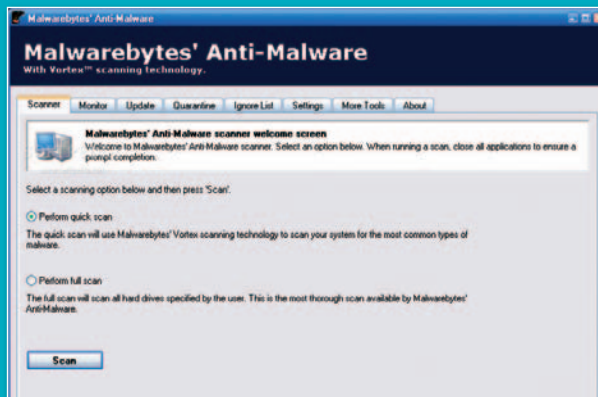 Malwarebytes' Anti-Malware
Malwarebytes' Anti-Malware
With Vortex™ scanning technology.
Scanner Monitor Update Quarantine Ignore List Settings More Tools About
Malwarebytes' Anti-Malware scanner welcome screen
Welcome to Malwarebytes' Anti-Malware scanner. Select an option below. When running a scan, close all applications to ensure a
prompt completion.
Select a scanning option below and then press 'Scan'.
Perform quick scan
The quick scan will use Malwarebytes' Vortex scanning technology to scan your system for the most common types of
malware.
Perform full scan
The full scan will scan all hard drives specified by the user. This is the most thorough scan available by Malwarebytes'
Anti-Malware.
Scan